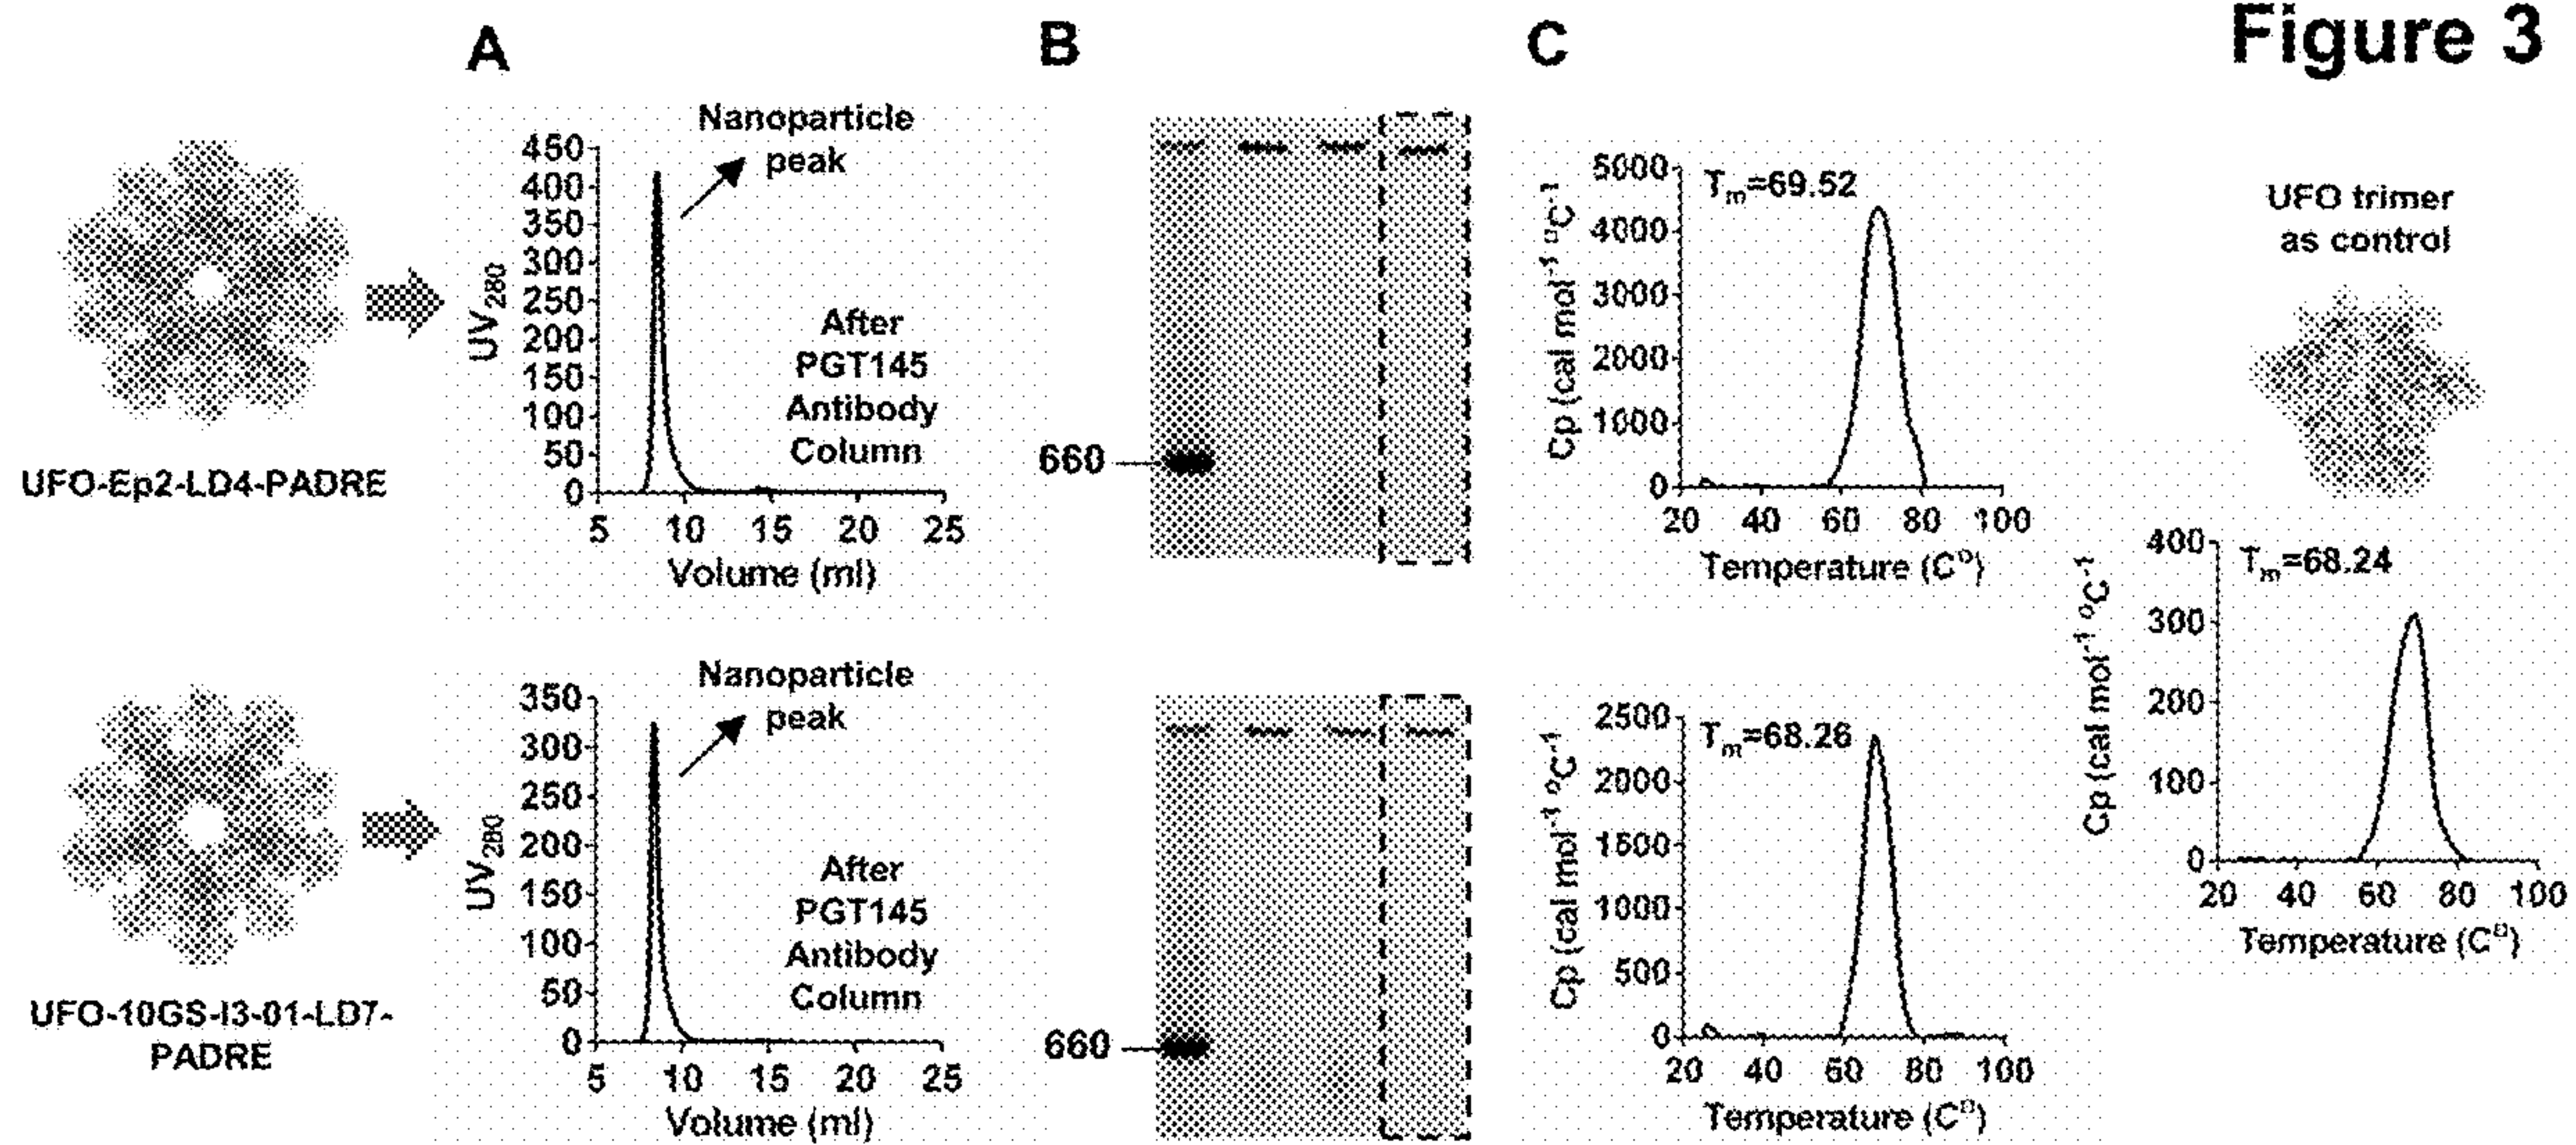 Figure 3
A
B
C
UFO-Ep2-LD4-PADRE
Nanoparticle
peak
450
400
350
300
250
200
150
100
50
0
UV280
After
PGT145
Antibody
Column
5 10 15 20 25
Volume (ml)
660
5000
4000
3000
2000
1000
0
Cp (cal mol-1 oC-1
Tm=69.52
20 40 60 80 100
Temperature (Co)
UFO trimer
as control
400
300
200
100
0
Cp (cal mol-1 oC-1
Tm=68.24
20 40 60 80 100
Temperature (Co)
UFO-10GS-I3-01-LD7-
PADRE
Nanoparticle
peak
350
300
250
200
150
100
50
0
UV280
After
PGT145
Antibody
Column
5 10 15 20 25
Volume (ml)
660
2500
2000
1500
1000
500
0
Cp (cal mol-1 oC-1
Tm=68.26
20 40 60 80 100
Temperature (Co)